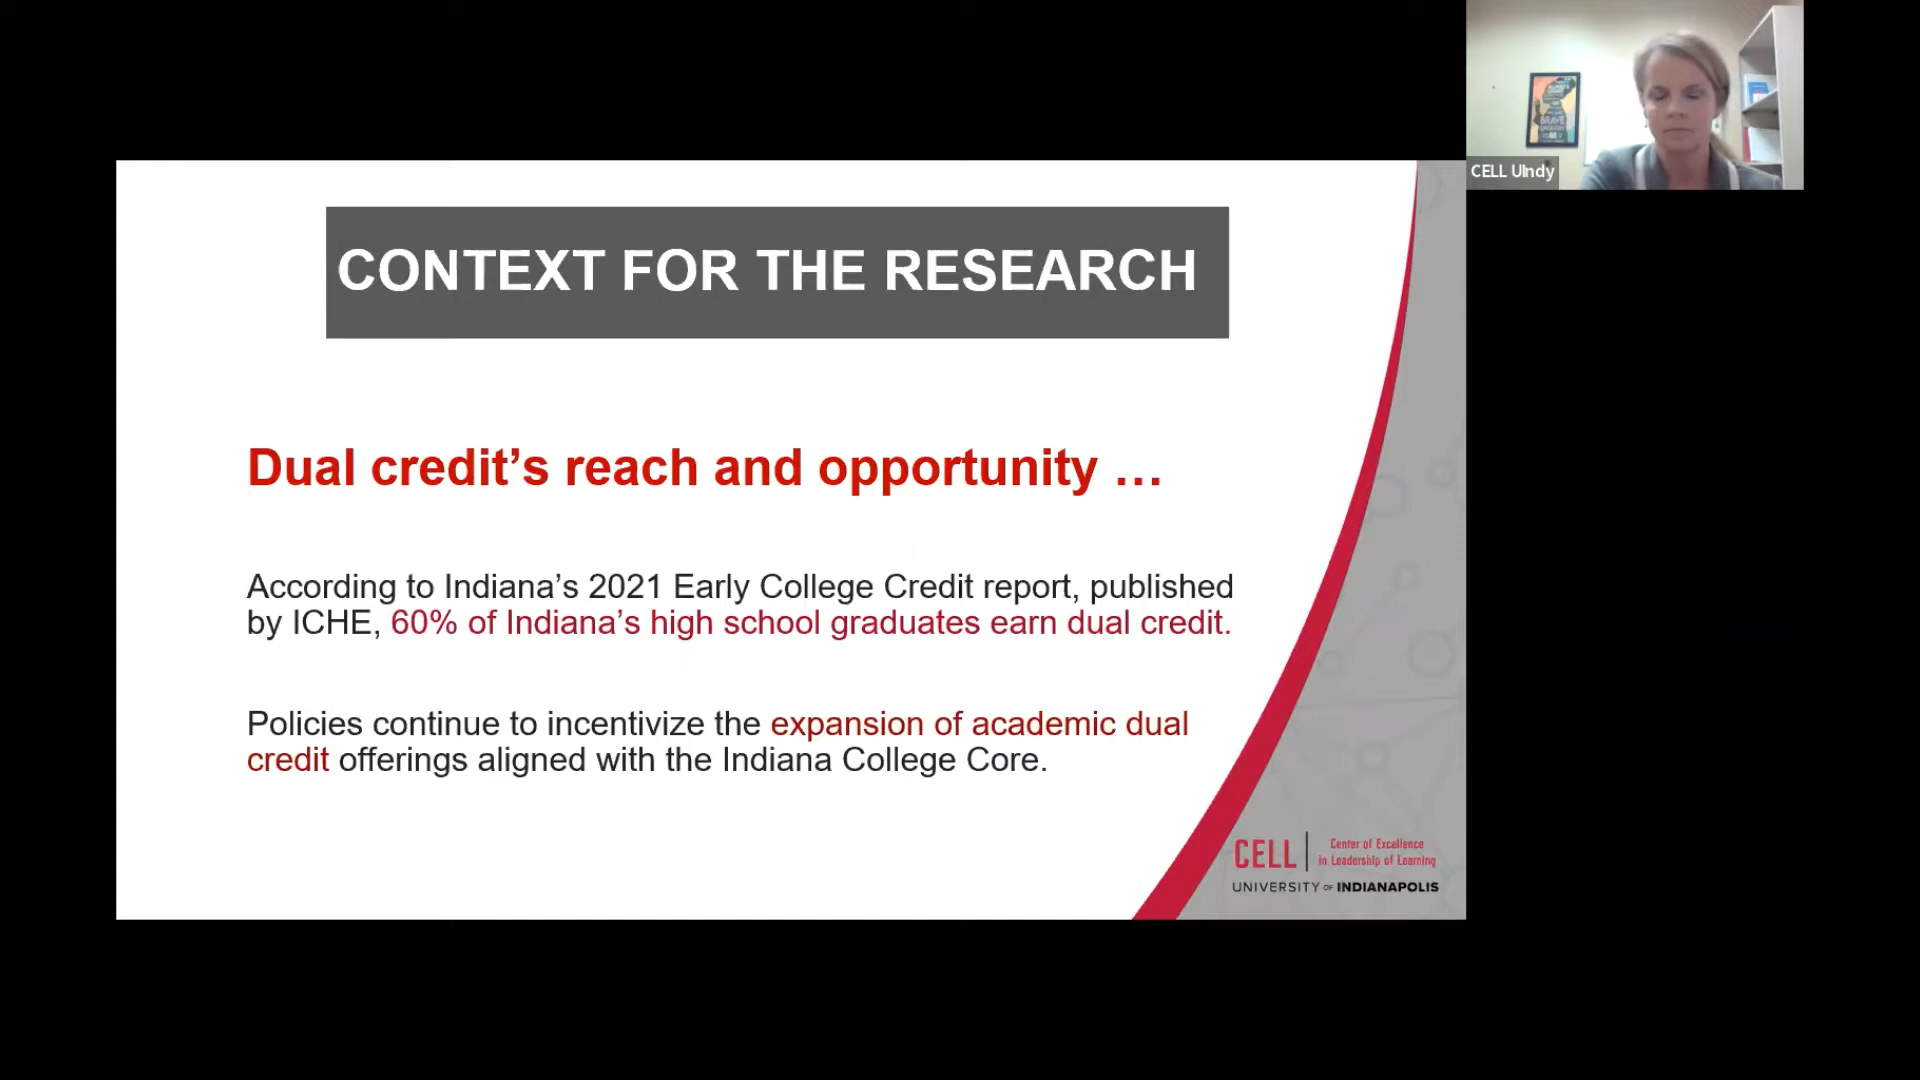 CELL UIndy
CONTEXT FOR THE RESEARCH
Dual credit’s reach and opportunity …
According to Indiana’s 2021 Early College Credit report, published
by ICHE, 60% of Indiana’s high school graduates earn dual credit.
Policies continue to incentivize the expansion of academic dual
credit offerings aligned with the Indiana College Core.
CELL
Center of Excellence
in Leadership of Learning
UNIVERSITY OF INDIANAPOLIS
BRAVE